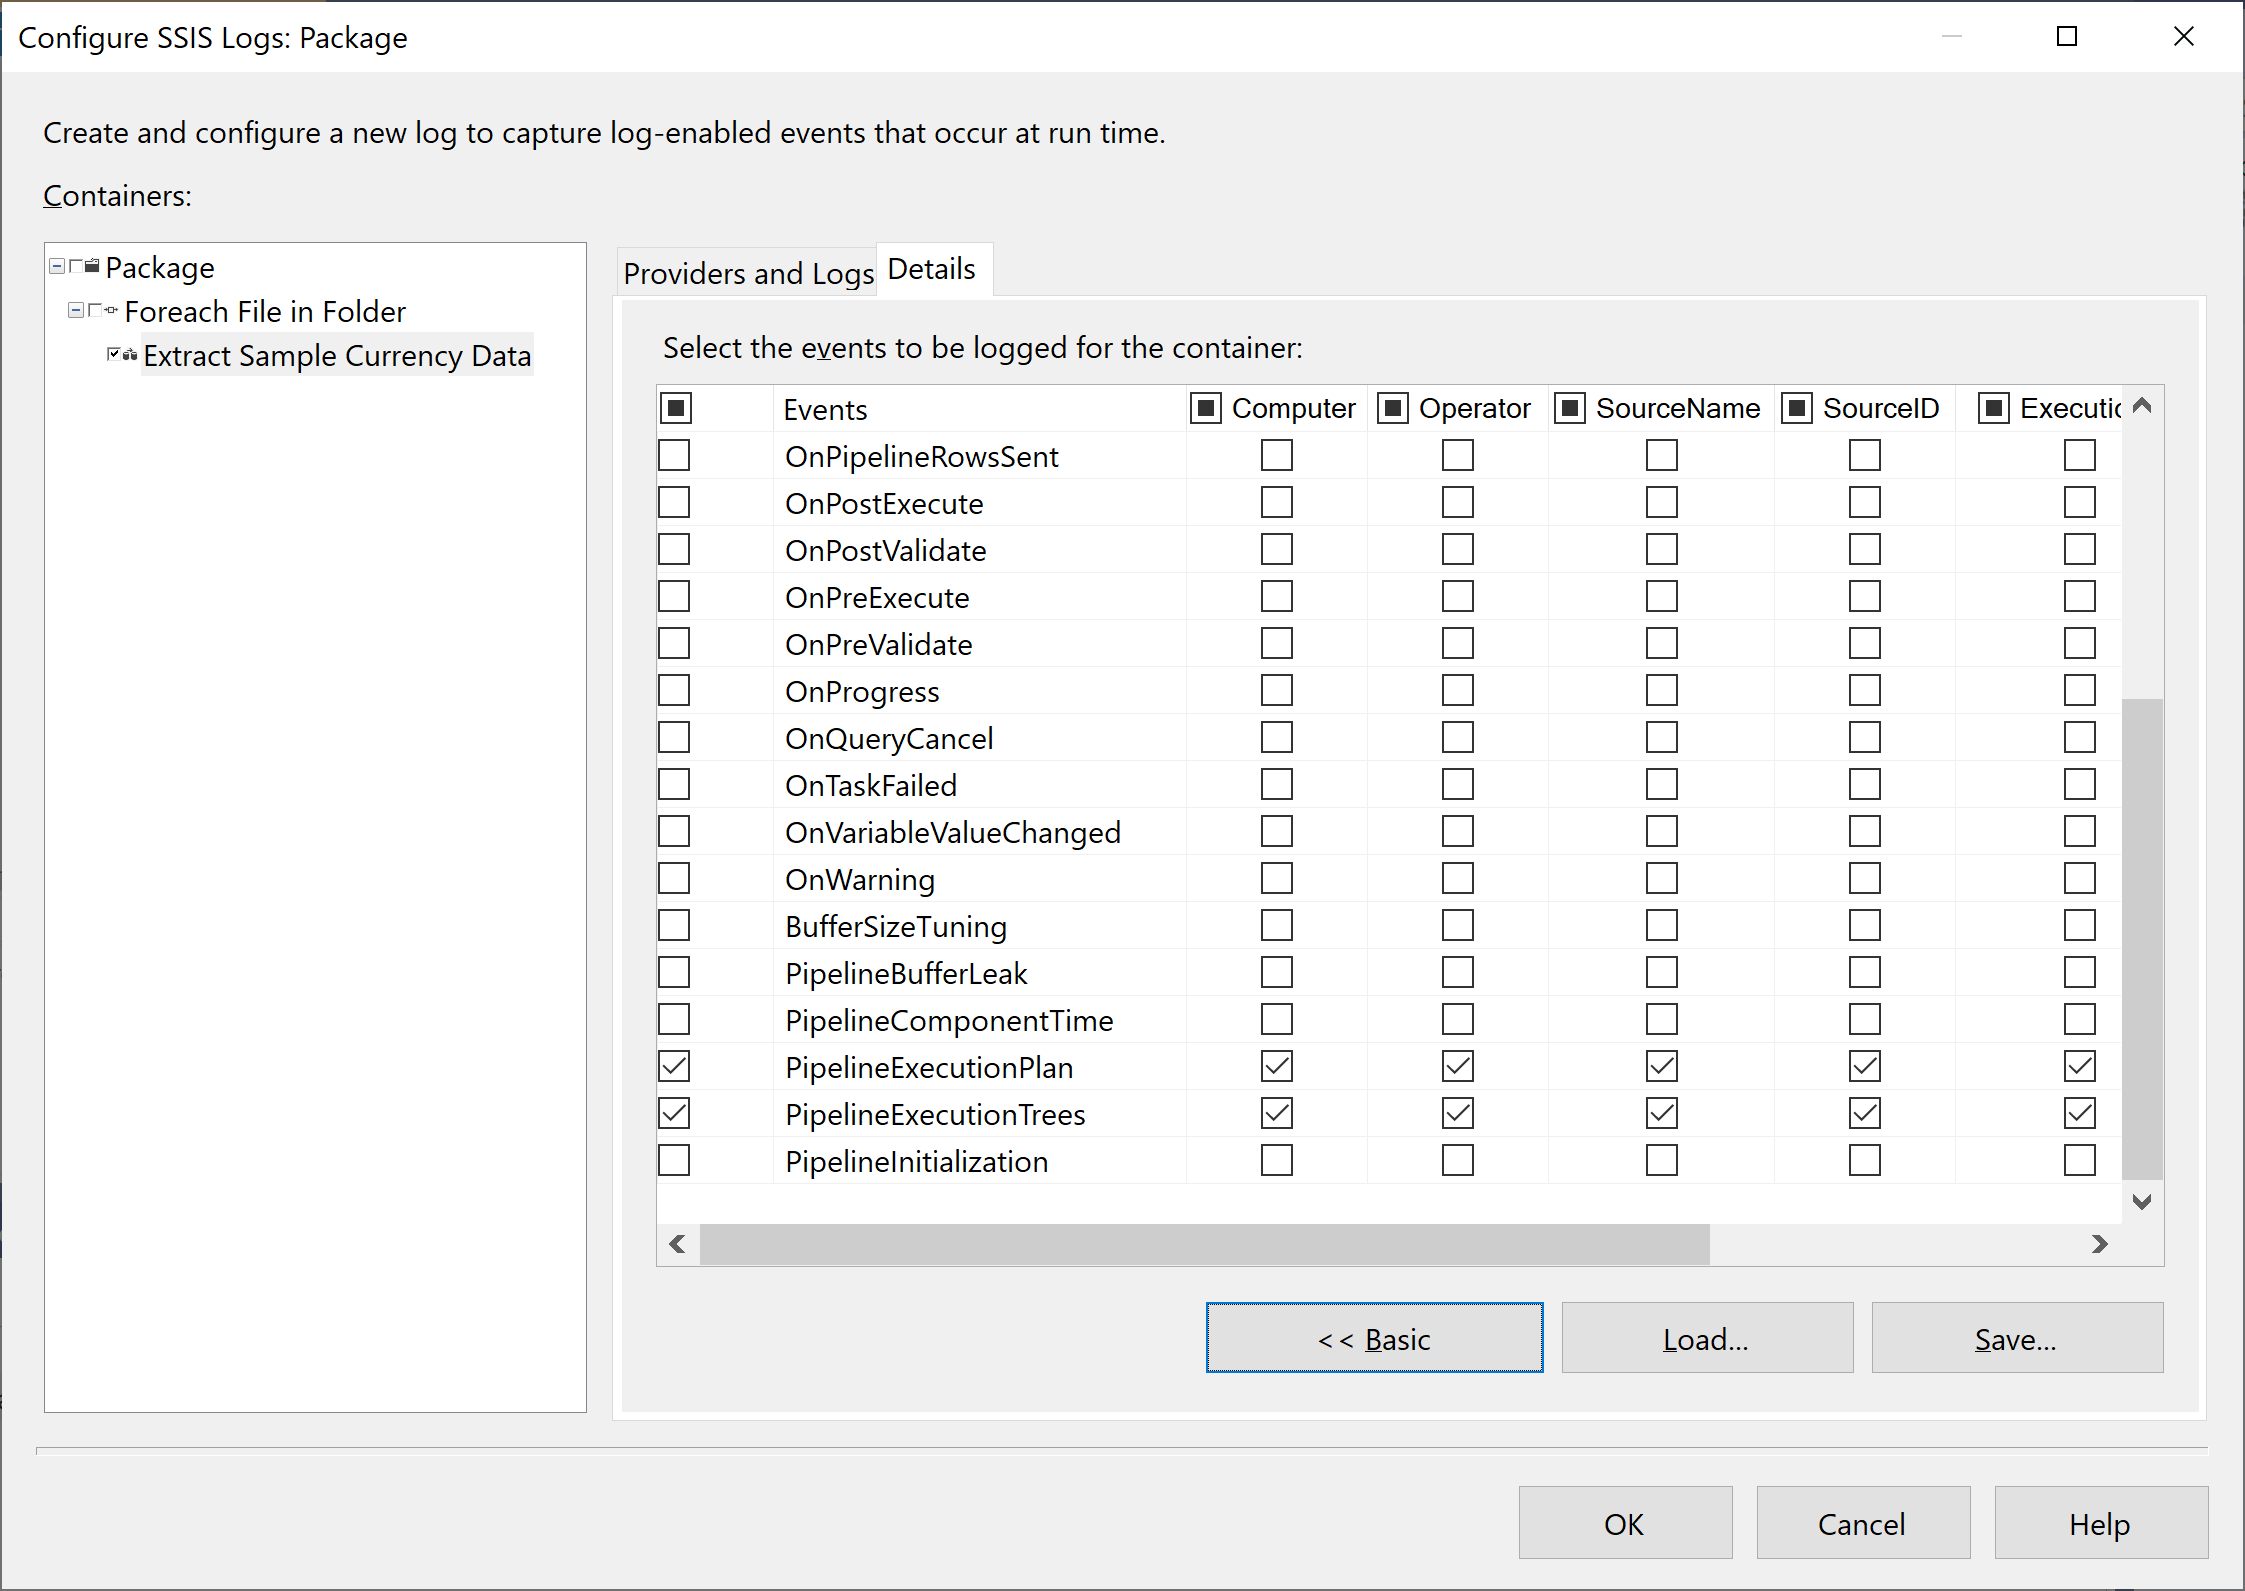 Configure SSIS Logs: Package
Create and configure a new log to capture log-enabled events that occur at run time.
Containers:
Package
Foreach File in Folder
Extract Sample Currency Data
Providers and Logs
Details
Select the events to be logged for the container:
Events Computer Operator SourceName SourceID Executio
OnPipelineRowsSent
OnPostExecute
OnPostValidate
OnPreExecute
OnPreValidate
OnProgress
OnQueryCancel
OnTaskFailed
OnVariableValueChanged
OnWarning
BufferSizeTuning
PipelineBufferLeak
PipelineComponentTime
PipelineExecutionPlan
PipelineExecutionTrees
PipelineInitialization
<< Basic
Load...
Save...
OK
Cancel
Help